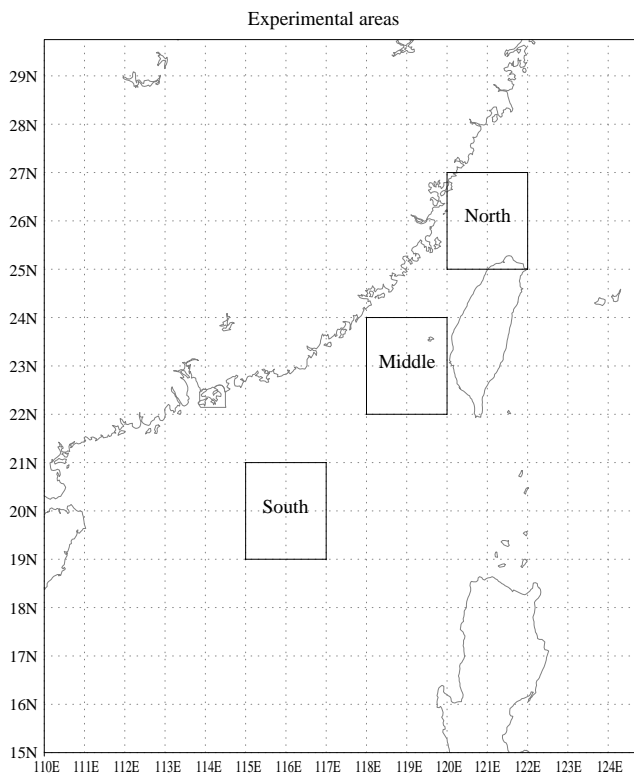 Experimental areas
29N
28N
27N
26N
25N
24N
23N
22N
21N
20N
19N
18N
17N
16N
15N
North
Middle
South
110E 111E 112E 113E 114E 115E 116E 117E 118E 119E 120E 121E 122E 123E 124E